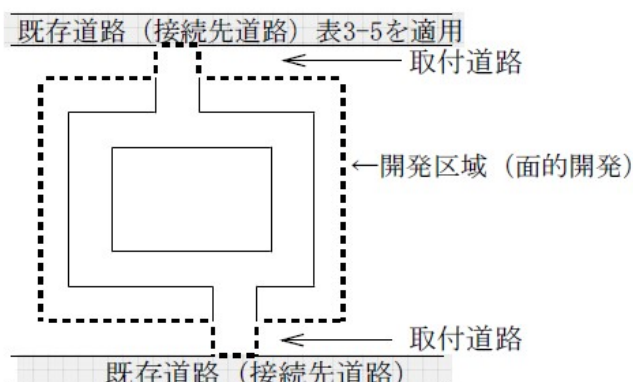 既存道路（接続先道路）表3-5を適用
取付道路
←開発区域（面的開発）
取付道路
既存道路（接続先道路）